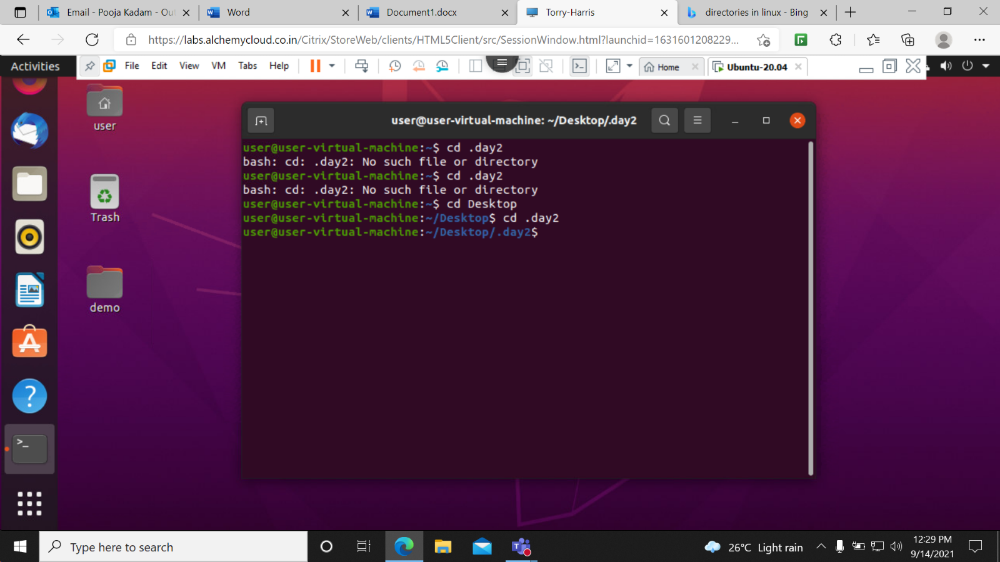 Email - Pooja Kadam - Ou
Word
Document1.docx
Torry-Harris
directories in linux - Bing
https://labs.alchemycloud.co.in/Citrix/StoreWeb/clients/HTML5Client/src/SessionWindow.html?launchid=1631601208229...
Activities
File Edit View VM Tabs Help
Home
Ubuntu-20.04
user
Trash
demo
user@user-virtual-machine: ~/Desktop/.day2
user@user-virtual-machine:~$ cd .day2
bash: cd: .day2: No such file or directory
user@user-virtual-machine:~$ cd .day2
bash: cd: .day2: No such file or directory
user@user-virtual-machine:~$ cd Desktop
user@user-virtual-machine:~/Desktop$ cd .day2
user@user-virtual-machine:~/Desktop/.day2$
Type here to search
26°C Light rain
12:29 PM
9/14/2021